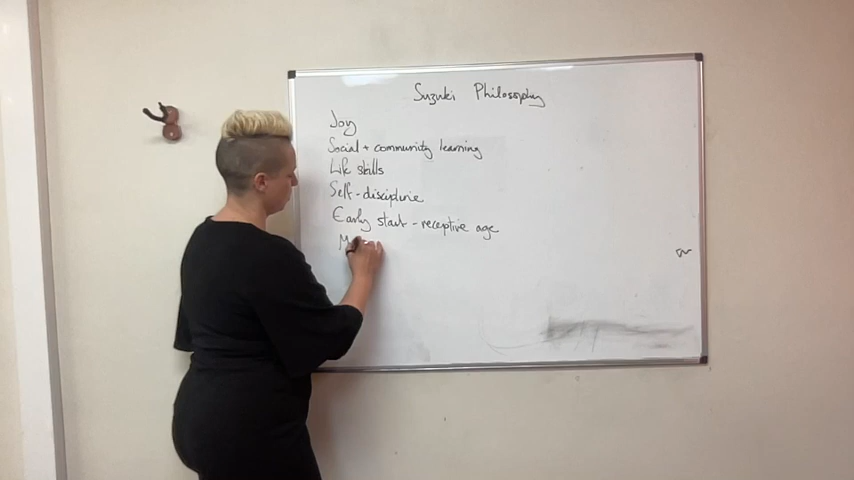 Suzuki Philosophy
Joy
Social + community learning
Life skills
Self-discipline
Early start - receptive age
M